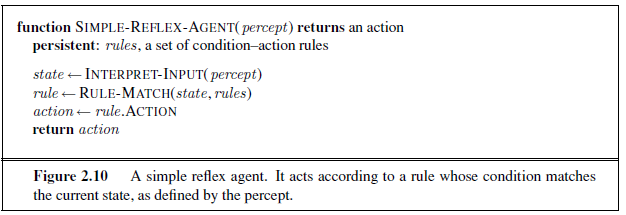 function SIMPLE-REFLEX-AGENT(percept) returns an action
persistent: rules, a set of condition–action rules
state ← INTERPRET-INPUT(percept)
rule ← RULE-MATCH(state, rules)
action ← rule.ACTION
return action
Figure 2.10 A simple reflex agent. It acts according to a rule whose condition matches
the current state, as defined by the percept.